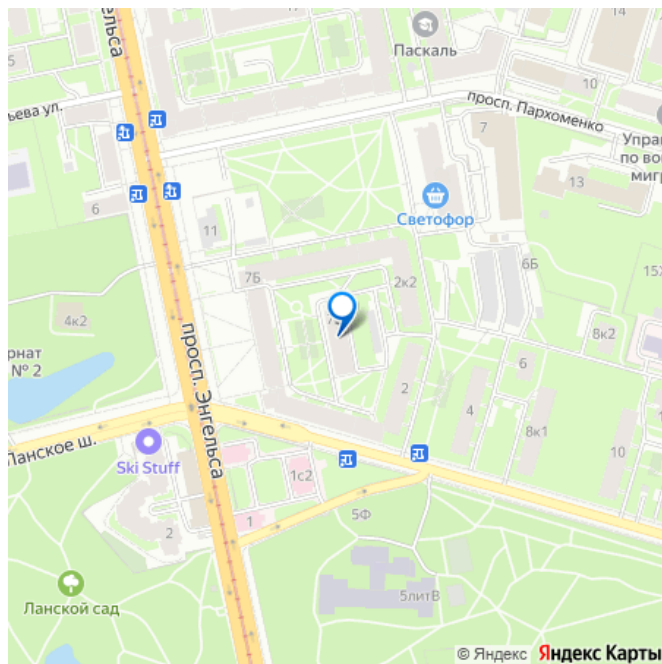 Энгельса
14
Паскаль
5
10
ьева ул.
просп. Пархоменко
7
Управ
по вое
мигр
13
6
11
Светофор
7Б
2к2
6Б
15Х
4к2
просп. Энгельса
рнат
№ 2
8к2
6
2
4
8к1
10
Ланское ш.
Ski Stuff
1с2
5Ф
1
2
5литВ
Ланской сад
© Яндекс Яндекс Карты